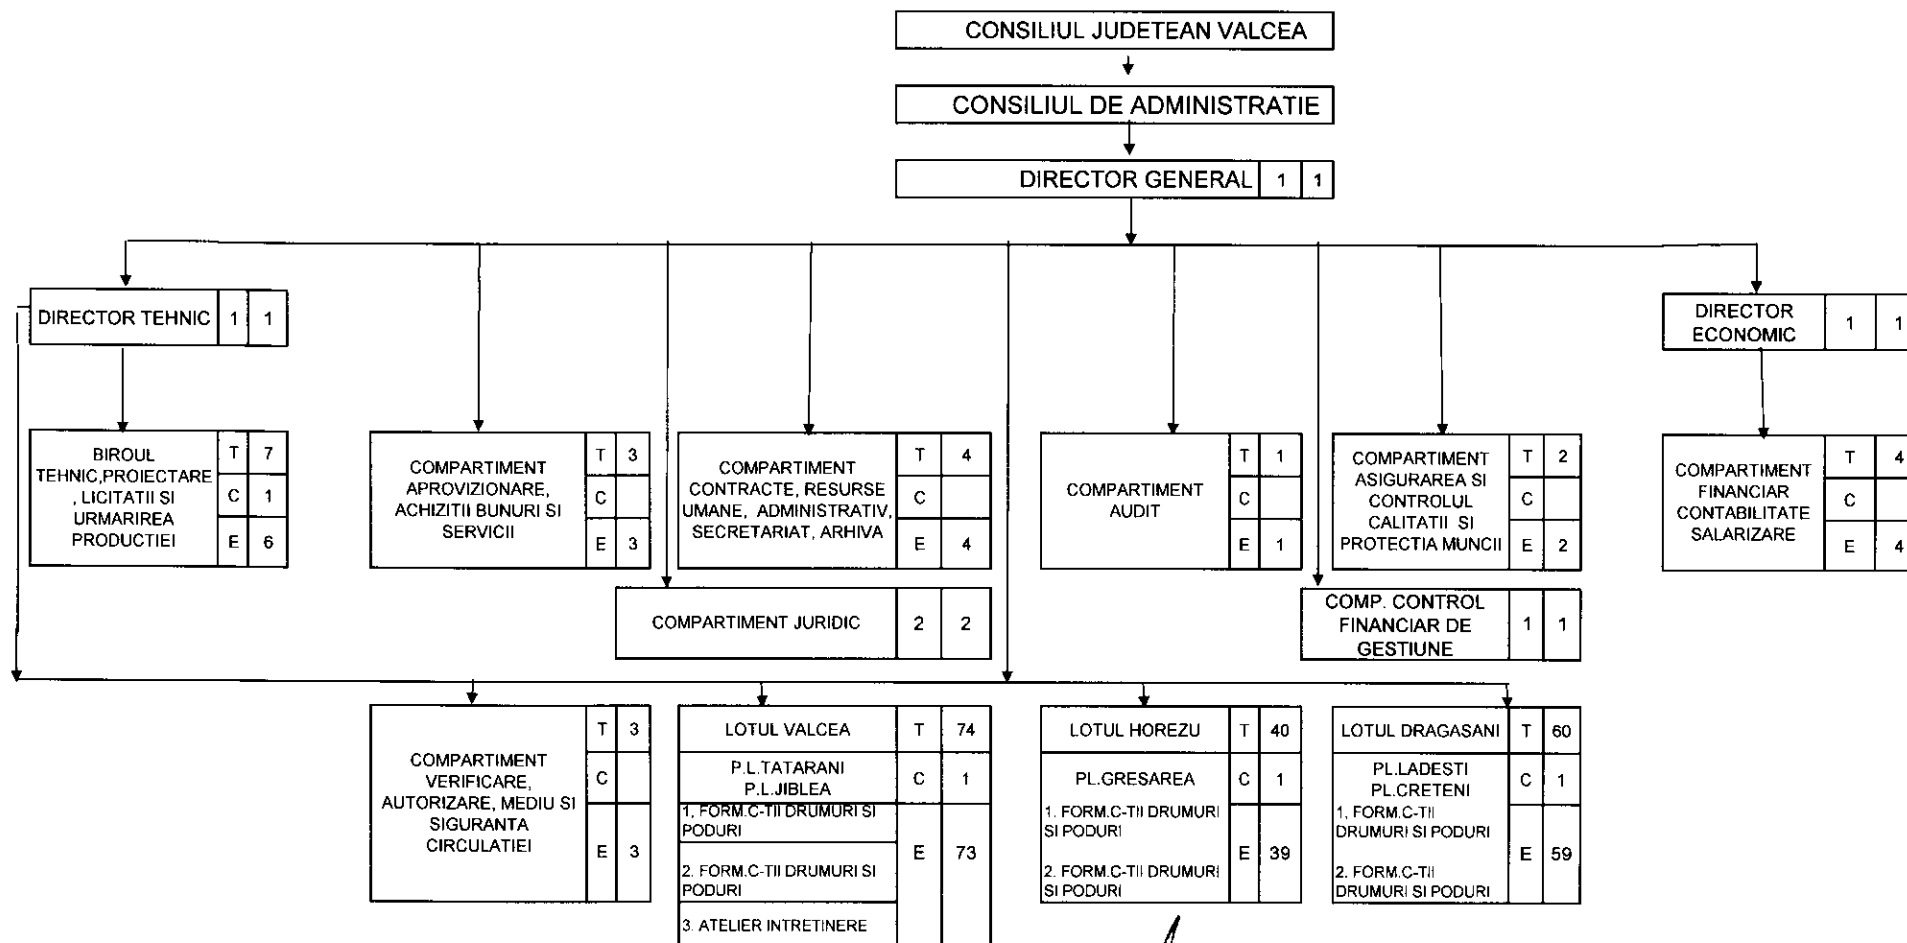 CONSILIUL JUDETEAN VALCEA
CONSILIUL DE ADMINISTRATIE
DIRECTOR GENERAL 1 1
DIRECTOR TEHNIC 1 1
DIRECTOR
ECONOMIC
1 1
BIROUL
TEHNIC,PROIECTARE
, LICITATII SI
URMARIREA
PRODUCTIEI
T 7
C 1
E 6
COMPARTIMENT
APROVIZIONARE,
ACHIZITII BUNURI SI
SERVICII
T 3
C
E 3
COMPARTIMENT
CONTRACTE, RESURSE
UMANE, ADMINISTRATIV,
SECRETARIAT, ARHIVA
T 4
C
E 4
COMPARTIMENT
AUDIT
T 1
C
E 1
COMPARTIMENT
ASIGURAREA SI
CONTROLUL
CALITATII SI
PROTECTIA MUNCII
T 2
C
E 2
COMPARTIMENT
FINANCIAR
CONTABILITATE
SALARIZARE
T 4
C
E 4
COMPARTIMENT JURIDIC 2 2
COMP. CONTROL
FINANCIAR DE
GESTIUNE
1 1
COMPARTIMENT
VERIFICARE,
AUTORIZARE, MEDIU SI
SIGURANTA
CIRCULATIEI
T 3
C
E 3
LOTUL VALCEA T 74
P.L.TATARANI
P.L.JIBLEA
C 1
1. FORM.C-TII DRUMURI SI
PODURI
2. FORM.C-TII DRUMURI SI
PODURI
3. ATELIER INTRETINERE
E 73
LOTUL HOREZU T 40
PL.GRESAREA C 1
1. FORM.C-TII DRUMURI
SI PODURI
2. FORM.C-TII DRUMURI
SI PODURI
E 39
LOTUL DRAGASANI T 60
PL.LADESTI
PL.CRETENI
C 1
1. FORM.C-TII
DRUMURI SI PODURI
2. FORM.C-TII
DRUMURI SI PODURI
E 59